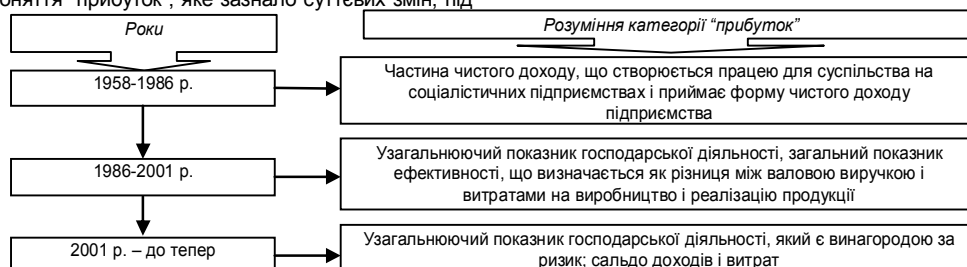 поняття "прибуток", яке зазнало суттєвих змін, під
Роки
Розуміння категорії “прибуток”
1958-1986 р.
Частина чистого доходу, що створюється працею для суспільства на
соціалістичних підприємствах і приймає форму чистого доходу
підприємства
1986-2001 р.
Узагальнюючий показник господарської діяльності, загальний показник
ефективності, що визначається як різниця між валовою виручкою і
витратами на виробництво і реалізацію продукції
2001 р. – до тепер
Узагальнюючий показник господарської діяльності, який є винагородою за
ризик; сальдо доходів і витрат